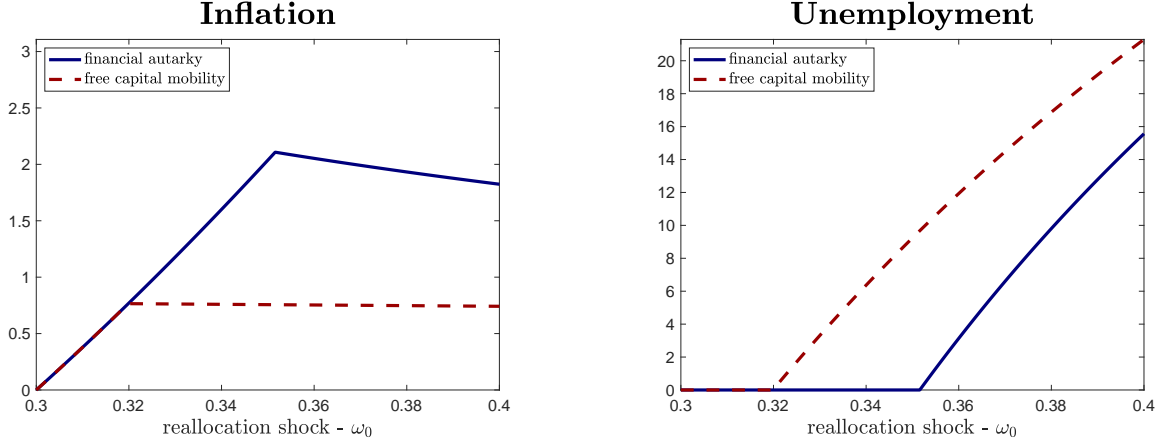 Inflation
financial autarky
free capital mobility
3
2.5
2
1.5
1
0.5
0
0.3 0.32 0.34 0.36 0.38 0.4
reallocation shock - ω₀
Unemployment
financial autarky
free capital mobility
20
18
16
14
12
10
8
6
4
2
0
0.3 0.32 0.34 0.36 0.38 0.4
reallocation shock - ω₀